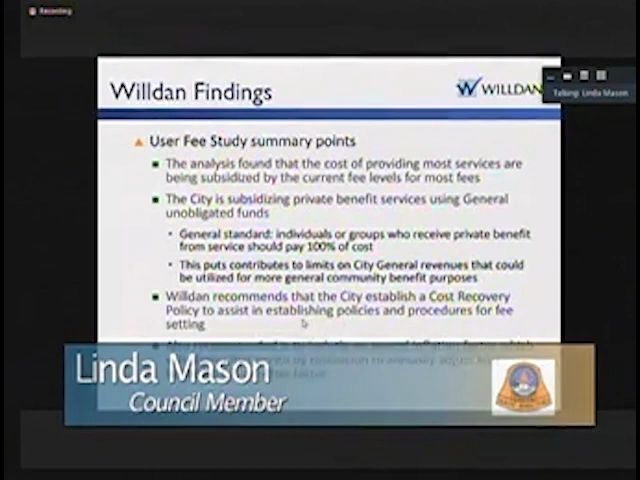 Recording
Willdan Findings
WILLDAN
Talking: Linda Mason
User Fee Study summary points
The analysis found that the cost of providing most services are
being subsidized by the current fee levels for most fees
The City is subsidizing private benefit services using General
unobligated funds
General standard: individuals or groups who receive private benefit
from service should pay 100% of cost
This puts contributes to limits on City General revenues that could
be utilized for more general community benefit purposes
Willdan recommends that the City establish a Cost Recovery
Policy to assist in establishing policies and procedures for fee
setting
Linda Mason
Council Member